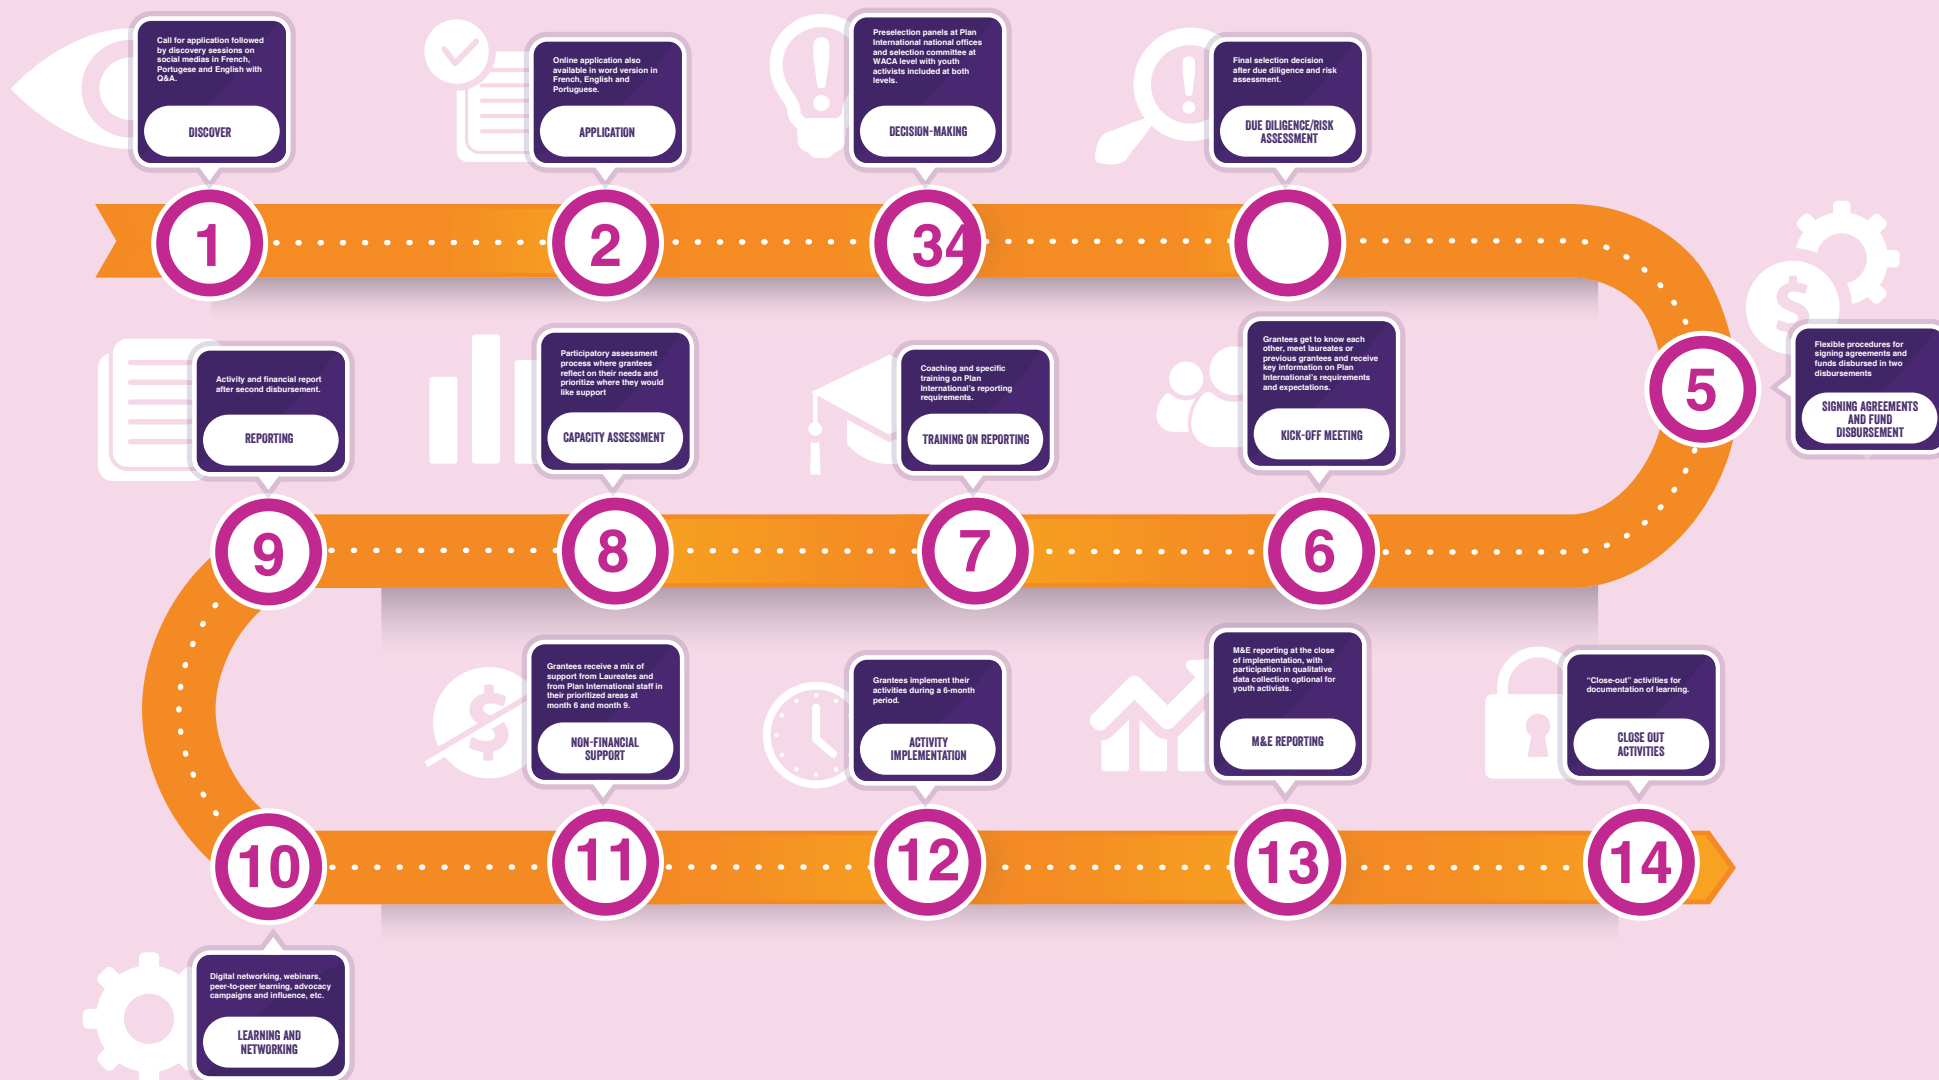 Call for application followed
by discovery sessions on
social medias in French,
Portugese and English with
Q&A.
DISCOVER
1
Online application also
available in word version in
French, English and
Portuguese.
APPLICATION
2
Preselection panels at Plan
International national offices
and selection committee at
WACA level with youth
activists included at both
levels.
DECISION-MAKING
34
Final selection decision
after due diligence and risk
assessment.
DUE DILIGENCE/RISK
ASSESSMENT
Flexible procedures for
signing agreements and
funds disbursed in two
disbursements
SIGNING AGREEMENTS
AND FUND
DISBURSEMENT
5
Grantees get to know each
other, meet laureates or
previous grantees and receive
key information on Plan
International's requirements
and expectations.
KICK-OFF MEETING
6
Coaching and specific
training on Plan
International's reporting
requirements.
TRAINING ON REPORTING
7
Participatory assessment
process where grantees
reflect on their needs and
prioritize where they would
like support
CAPACITY ASSESSMENT
8
Activity and financial report
after second disbursement.
REPORTING
9
10
Digital networking, webinars,
peer-to-peer learning, advocacy
campaigns and influence, etc.
LEARNING AND
NETWORKING
Grantees receive a mix of
support from Laureates and
from Plan International staff in
their prioritized areas at
month 6 and month 9.
NON-FINANCIAL
SUPPORT
11
Grantees implement their
activities during a 6-month
period.
ACTIVITY
IMPLEMENTATION
12
M&E reporting at the close
of implementation, with
participation in qualitative
data collection optional for
youth activists.
M&E REPORTING
13
"Close-out" activities for
documentation of learning.
CLOSE OUT
ACTIVITIES
14